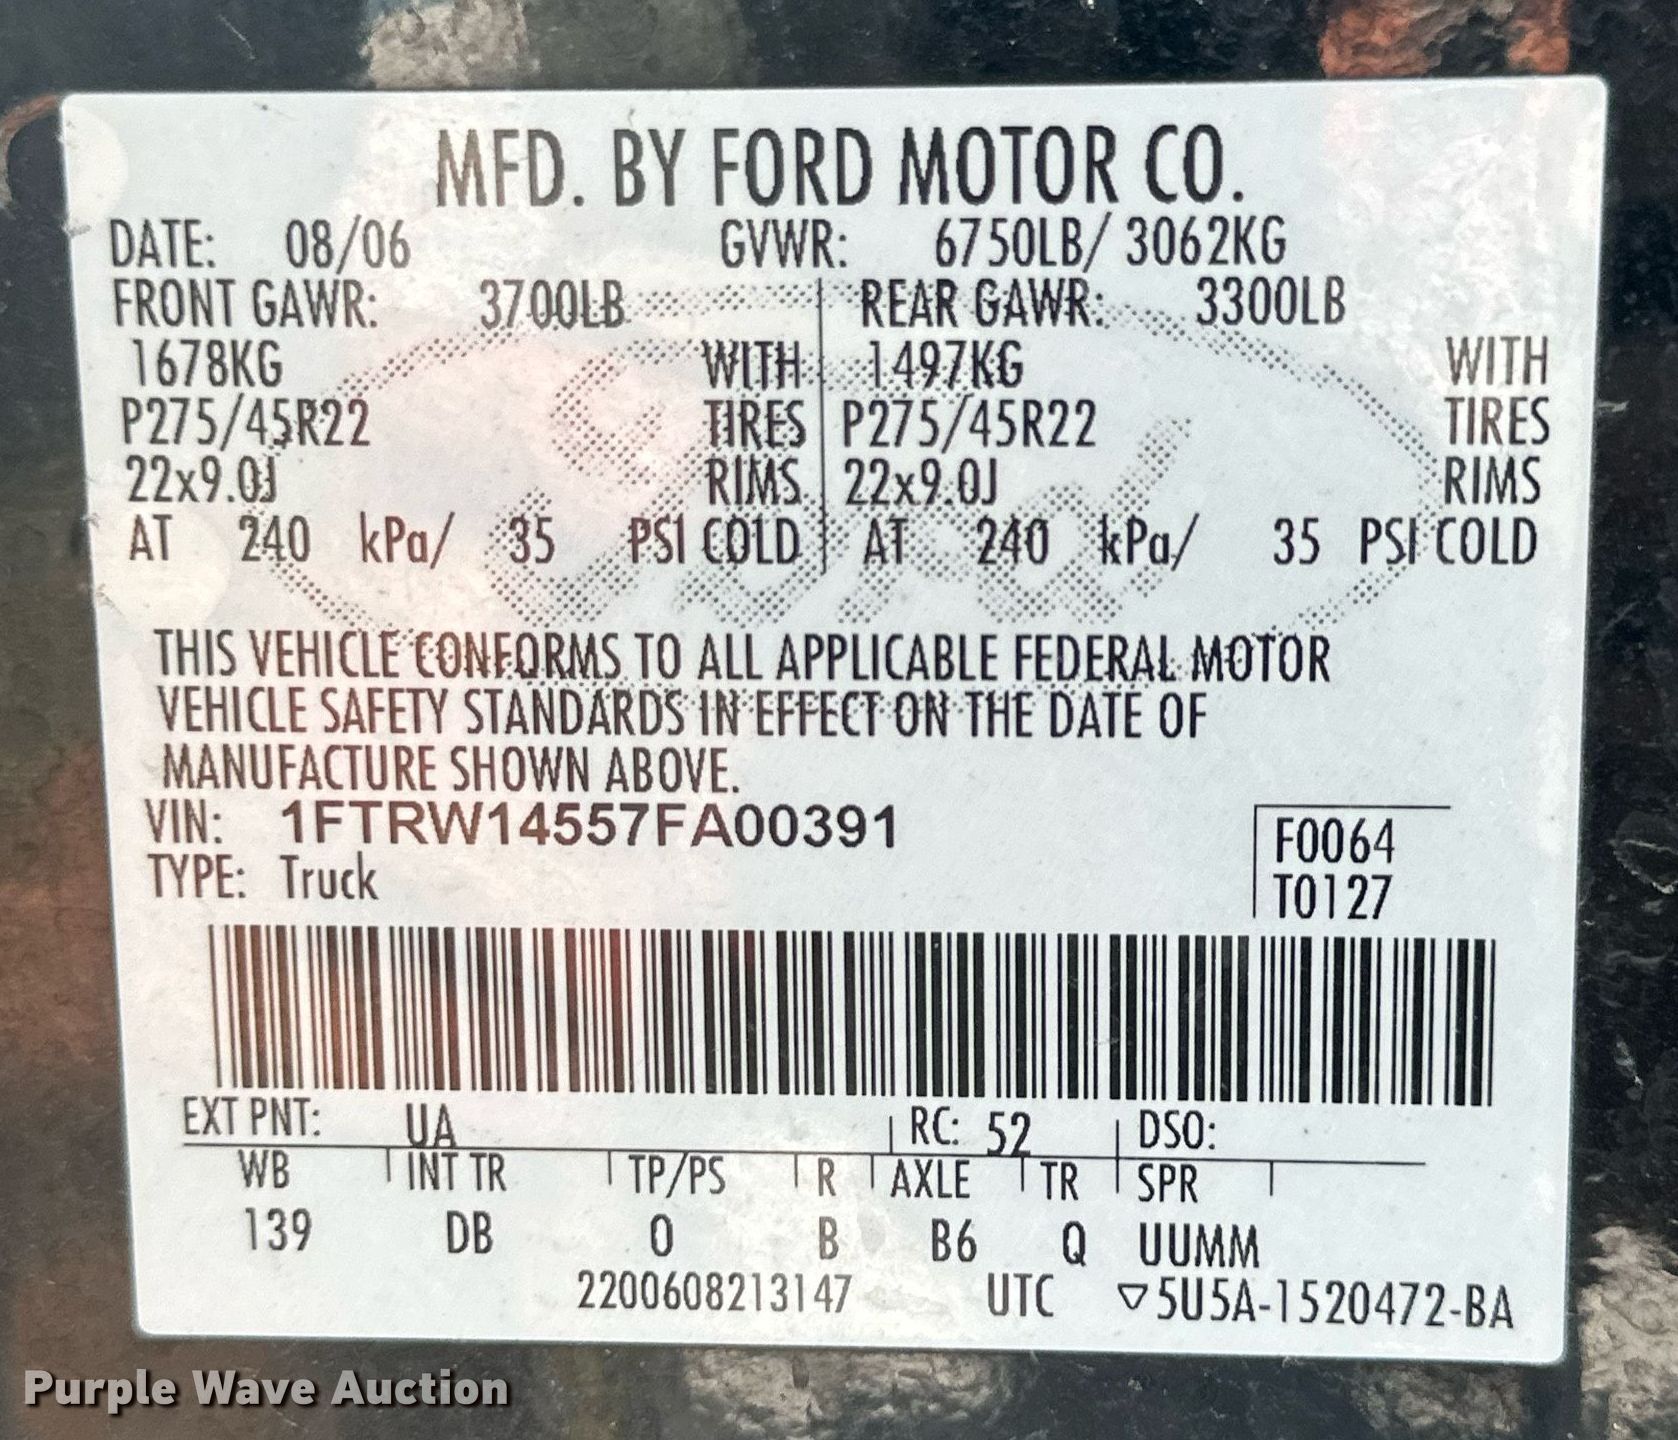 MFD. BY FORD MOTOR CO.
DATE: 08/06 GVWR: 6750LB/ 3062KG
FRONT GAWR: 3700LB REAR GAWR: 3300LB
1678KG WITH 1497KG WITH
P275/45R22 TIRES P275/45R22 TIRES
22x9.0J RIMS 22x9.0J RIMS
AT 240 kPa/ 35 PSI COLD AT 240 kPa/ 35 PSI COLD
THIS VEHICLE CONFORMS TO ALL APPLICABLE FEDERAL MOTOR
VEHICLE SAFETY STANDARDS IN EFFECT ON THE DATE OF
MANUFACTURE SHOWN ABOVE.
VIN: 1FTRW14557FA00391
F0064
TYPE: Truck
T0127
EXT PNT: UA RC: 52 DSO:
WB INT TR TP/PS R AXLE TR SPR
139 DB O B B6 Q UUMM
2200608213147 UTC ▽5U5A-1520472-BA
Purple Wave Auction
Ford